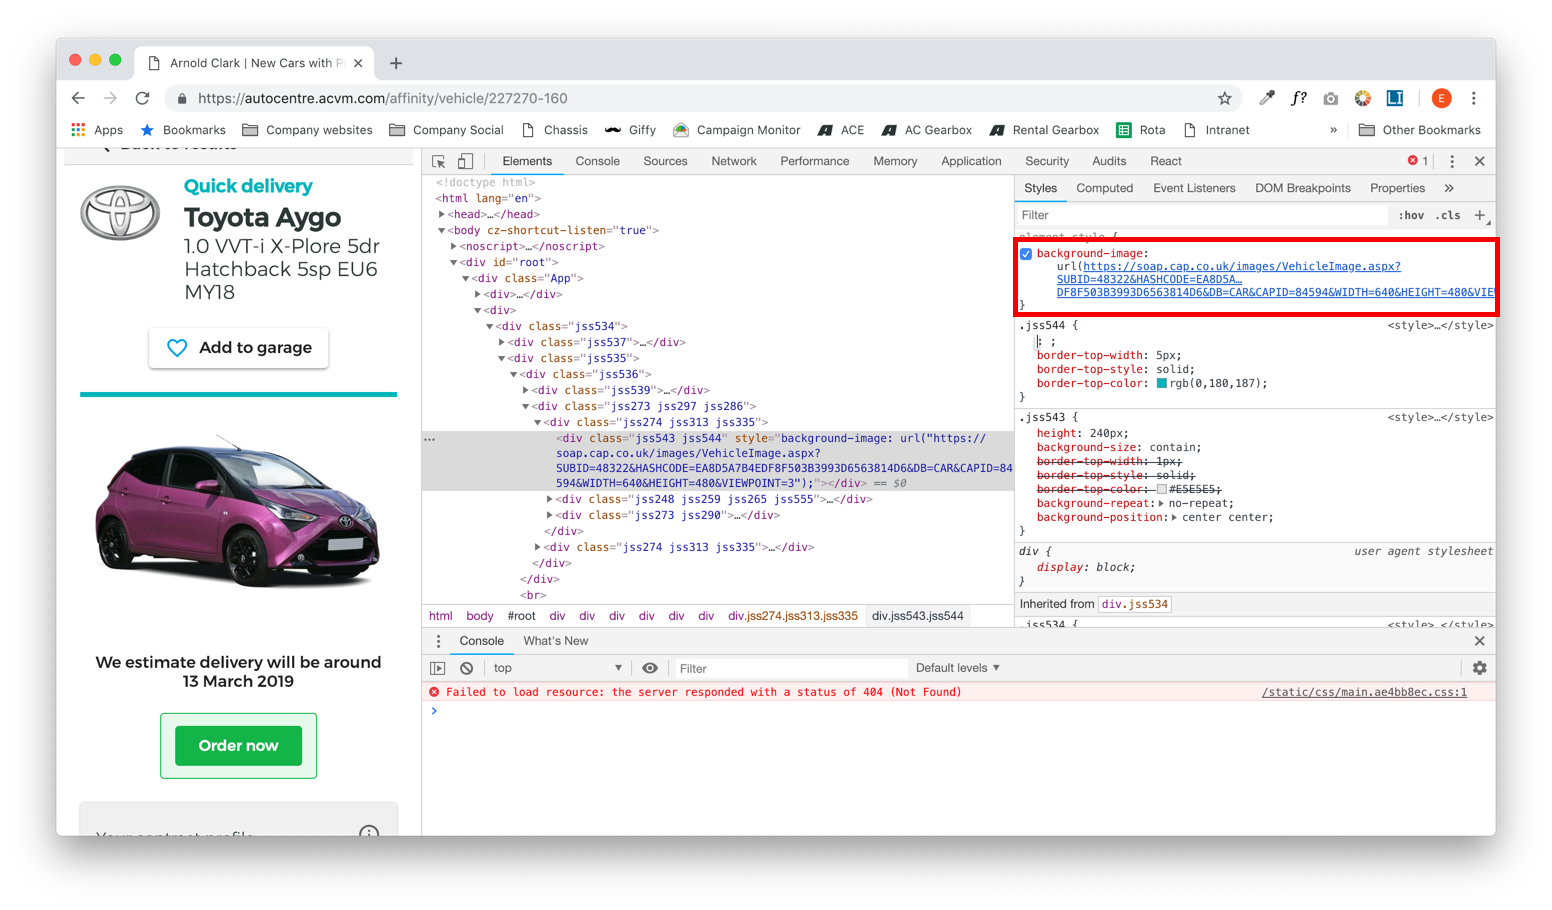 Arnold Clark | New Cars with P
https://autocentre.acvm.com/affinity/vehicle/227270-160
f?
LI
E
Apps
Bookmarks
Company websites
Company Social
Chassis
Giffy
Campaign Monitor
ACE
AC Gearbox
Rental Gearbox
Rota
Intranet
»
Other Bookmarks
Back to results
Quick delivery
Toyota Aygo
1.0 VVT-i X-Plore 5dr
Hatchback 5sp EU6
MY18
Add to garage
We estimate delivery will be around
13 March 2019
Order now
Your contract profile
Elements
Console
Sources
Network
Performance
Memory
Application
Security
Audits
React
1
<!doctype html>
<html lang="en">
<head>…</head>
<body cz-shortcut-listen="true">
<noscript>…</noscript>
<div id="root">
<div class="App">
<div>…</div>
<div>
<div class="jss534">
<div class="jss537">…</div>
<div class="jss535">
<div class="jss536">
<div class="jss539">…</div>
<div class="jss273 jss297 jss286">
<div class="jss274 jss313 jss335">
<div class="jss543 jss544" style="background-image: url("https://
soap.cap.co.uk/images/VehicleImage.aspx?
SUBID=48322&HASHCODE=EA8D5A7B4EDF8F503B3993D6563814D6&DB=CAR&CAPID=84
594&WIDTH=640&HEIGHT=480&VIEWPOINT=3");"></div> == $0
<div class="jss248 jss259 jss265 jss555">…</div>
<div class="jss273 jss290">…</div>
</div>
<div class="jss274 jss313 jss335">…</div>
</div>
</div>
<br>
html
body
#root
div
div
div
div
div
div
div.jss274.jss313.jss335
div.jss543.jss544
Styles
Computed
Event Listeners
DOM Breakpoints
Properties
»
Filter
:hov
.cls
+
element.style {
background-image:
url(https://soap.cap.co.uk/images/VehicleImage.aspx?
SUBID=48322&HASHCODE=EA8D5A…
DF8F503B3993D6563814D6&DB=CAR&CAPID=84594&WIDTH=640&HEIGHT=480&VIE
}
.jss544 {
<style>…</style>
: ;
border-top-width: 5px;
border-top-style: solid;
border-top-color: rgb(0,180,187);
}
.jss543 {
<style>…</style>
height: 240px;
background-size: contain;
border-top-width: 1px;
border-top-style: solid;
border-top-color: #E5E5E5;
background-repeat: no-repeat;
background-position: center center;
}
div {
user agent stylesheet
display: block;
}
Inherited from div.jss534
.jss534 {
<style>…</style>
Console
What's New
top
Filter
Default levels
Failed to load resource: the server responded with a status of 404 (Not Found)
/static/css/main.ae4bb8ec.css:1